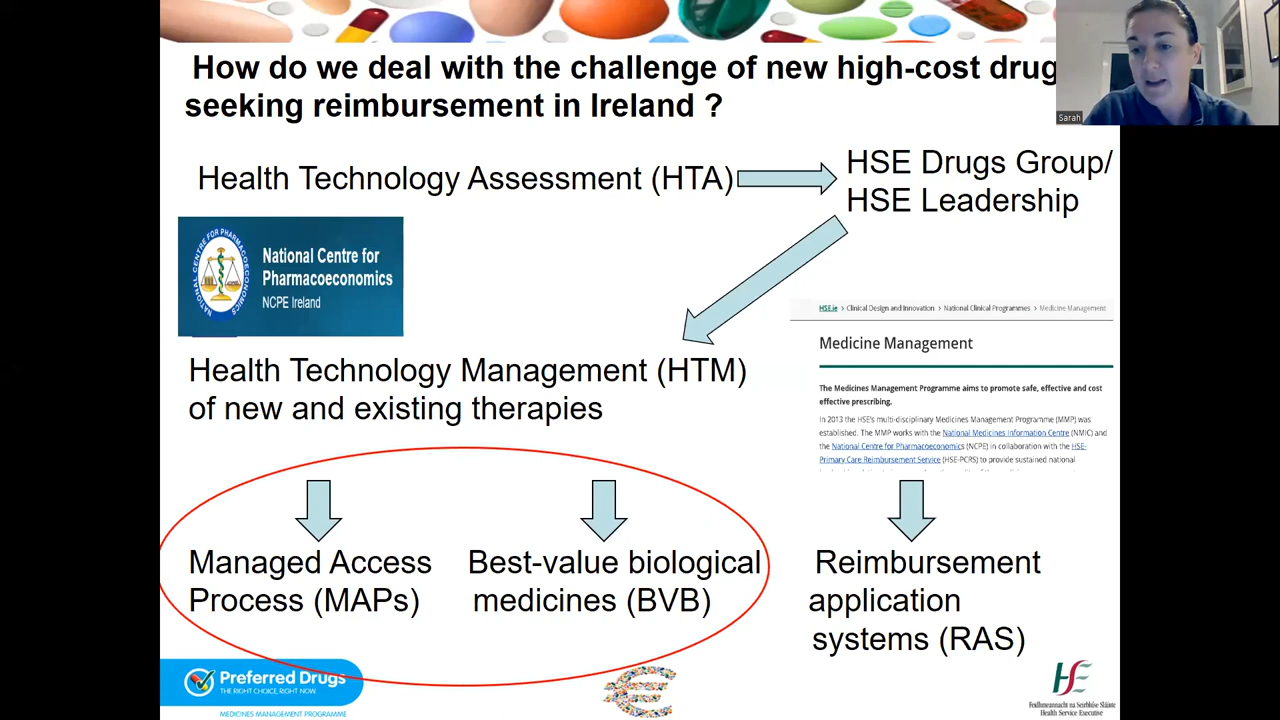 How do we deal with the challenge of new high-cost drug
seeking reimbursement in Ireland ?
Sarah
Health Technology Assessment (HTA)
HSE Drugs Group/
HSE Leadership
NATIONAL CENTRE FOR PHARMACOECONOMICS
National Centre for
Pharmacoeconomics
NCPE Ireland
HSE.ie > Clinical Design and Innovation > National Clinical Programmes > Medicine Management
Medicine Management
The Medicines Management Programme aims to promote safe, effective and cost
effective prescribing.
In 2013 the HSE's multi-disciplinary Medicines Management Programme (MMP) was
established. The MMP works with the National Medicines Information Centre (NMIC) and
the National Centre for Pharmacoeconomics (NCPE) in collaboration with the HSE-
Primary Care Reimbursement Service (HSE-PCRS) to provide sustained national
Health Technology Management (HTM)
of new and existing therapies
Managed Access
Process (MAPs)
Best-value biological
medicines (BVB)
Reimbursement
application
systems (RAS)
Preferred Drugs
THE RIGHT CHOICE, RIGHT NOW.
MEDICINES MANAGEMENT PROGRAMME
Feidhmeannacht na Seirbhíse Sláinte
Health Service Executive